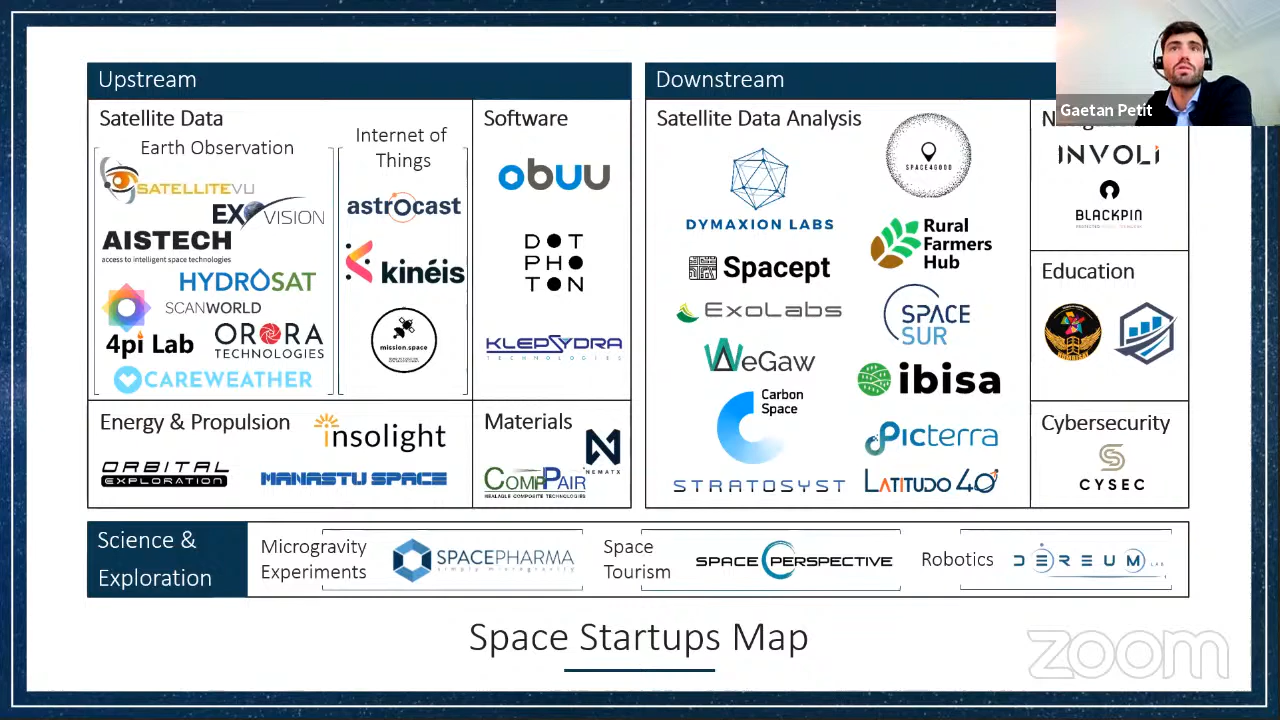 Gaetan Petit
Upstream
Satellite Data
Earth Observation
SATELLITEVU
EXOVISION
AISTECH
access to intelligent space technologies
HYDROSAT
SCANWORLD
4pi Lab
ORORA
TECHNOLOGIES
CAREWEATHER
Internet of
Things
astrocast
kinéis
mission.space
Software
obuu
DOT
PHO
TON
KLEPSYDRA
TECHNOLOGIES
Energy & Propulsion
insolight
ORBITAL
EXPLORATION
MANASTU SPACE
Materials
NEMATX
COMPPAIR
HEALABLE COMPOSITE TECHNOLOGIES
Downstream
Satellite Data Analysis
SPACE4GOOD
DYMAXION LABS
Rural
Farmers
Hub
Spacept
EXOLABS
SPACE
SUR
WeGaw
ibisa
Carbon
Space
Picterra
STRATOSYST
LATITUDO 40
INVOLI
BLACKPIN
Education
Cybersecurity
CYSEC
Science &
Exploration
Microgravity
Experiments
SPACEPHARMA
simply microgravity
Space
Tourism
SPACE PERSPECTIVE
Robotics
DEREUM LABS
Space Startups Map
zoom